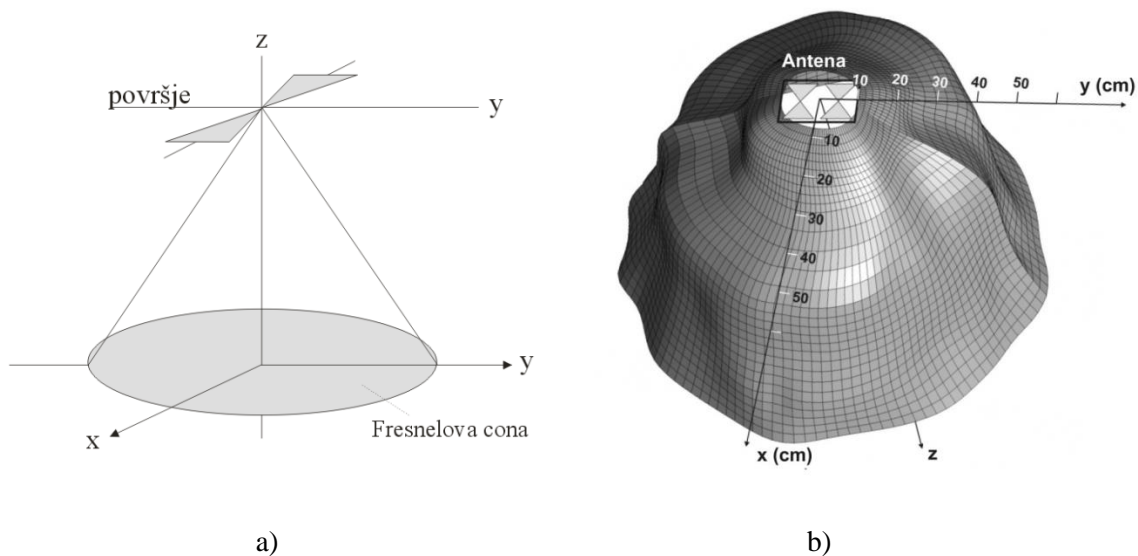 z
površje
y
y
x
Fresnelova cona
a)
Antena
10 20 30 40 50
y (cm)
10
20
30
40
50
x (cm)
z
b)